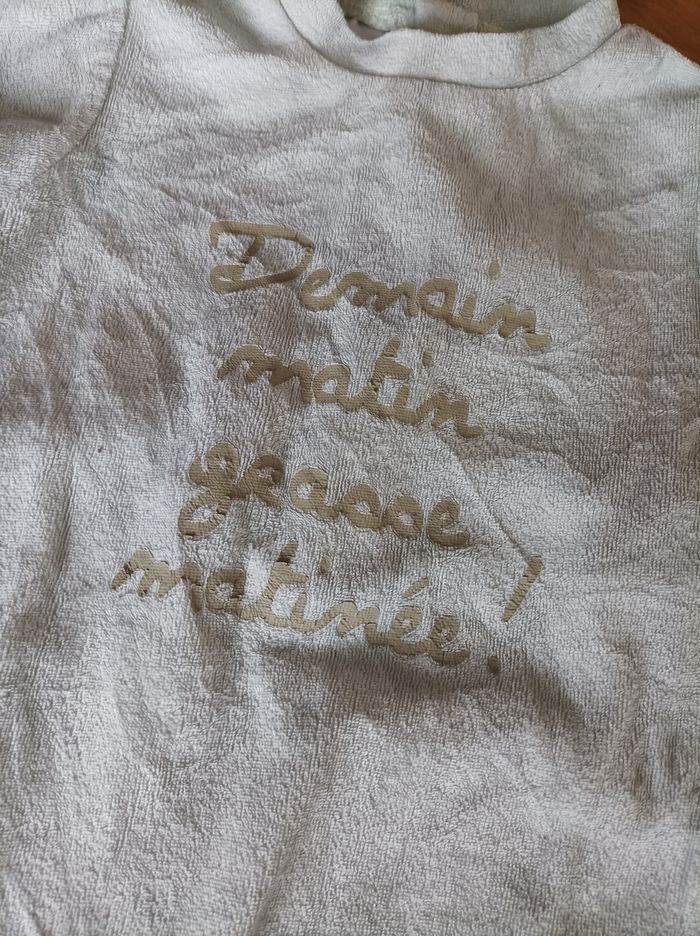 Demain
matin
grasse
matinée !